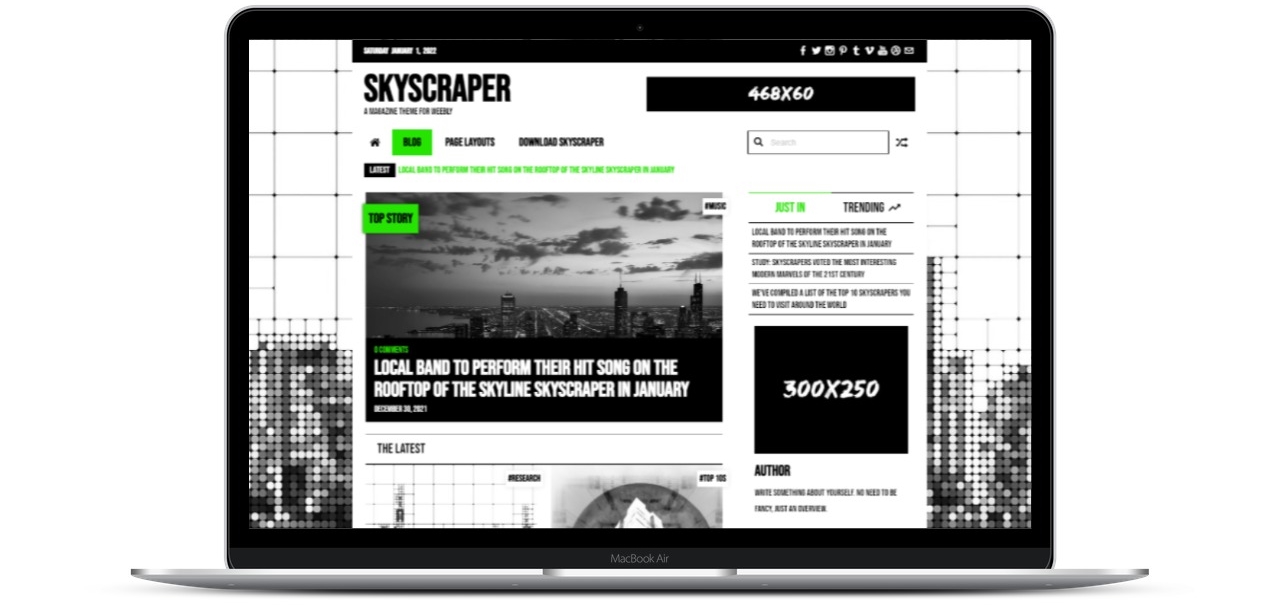 SATURDAY JANUARY 1, 2022
SKYSCRAPER
A MAGAZINE THEME FOR WEEBLY
468X60
BLOG PAGE LAYOUTS DOWNLOAD SKYSCRAPER
Search
LATEST LOCAL BAND TO PERFORM THEIR HIT SONG ON THE ROOFTOP OF THE SKYLINE SKYSCRAPER IN JANUARY
#MUSIC
TOP STORY
0 COMMENTS
LOCAL BAND TO PERFORM THEIR HIT SONG ON THE
ROOFTOP OF THE SKYLINE SKYSCRAPER IN JANUARY
DECEMBER 30, 2021
THE LATEST
#RESEARCH
#TOP 10S
JUST IN TRENDING
LOCAL BAND TO PERFORM THEIR HIT SONG ON THE
ROOFTOP OF THE SKYLINE SKYSCRAPER IN JANUARY
STUDY: SKYSCRAPERS VOTED THE MOST INTERESTING
MODERN MARVELS OF THE 21ST CENTURY
WE'VE COMPILED A LIST OF THE TOP 10 SKYSCRAPERS YOU
NEED TO VISIT AROUND THE WORLD
300X250
AUTHOR
WRITE SOMETHING ABOUT YOURSELF. NO NEED TO BE
FANCY, JUST AN OVERVIEW.
MacBook Air